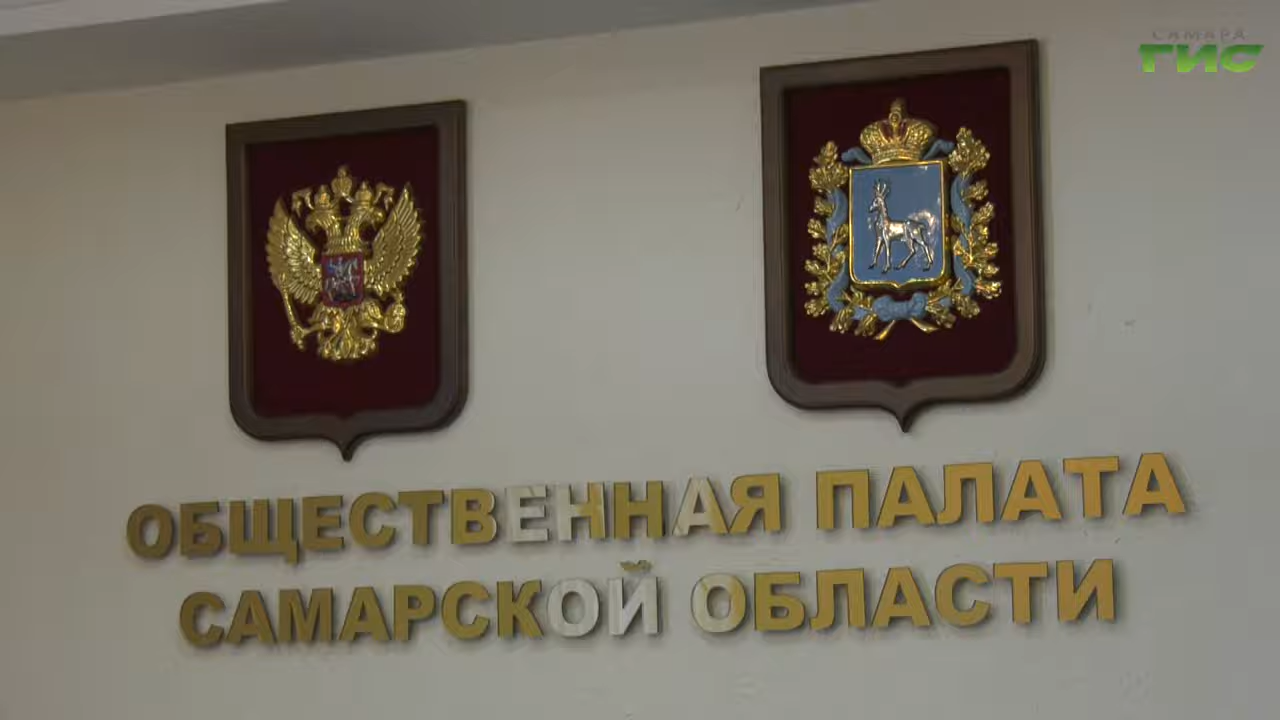 САМАРА
ГИС
ОБЩЕСТВЕННАЯ ПАЛАТА
САМАРСКОЙ ОБЛАСТИ